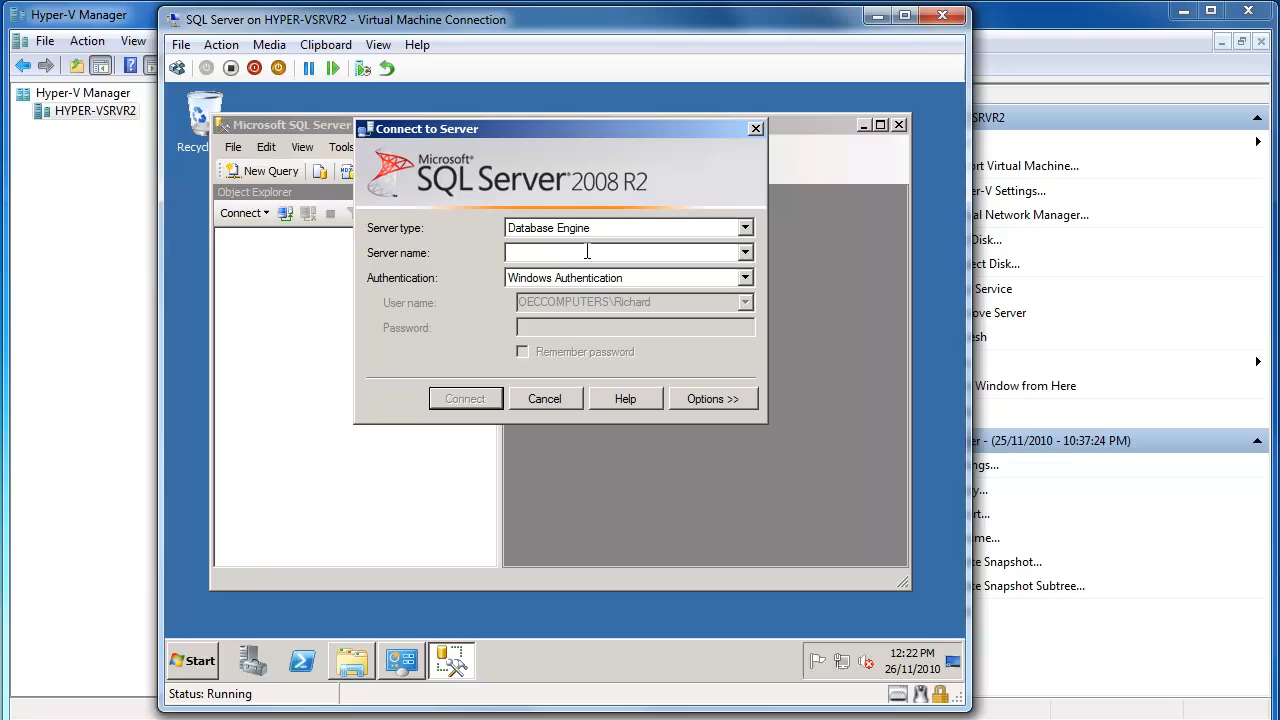 Hyper-V Manager
File Action View
Hyper-V Manager
HYPER-VSRVR2
SQL Server on HYPER-VSRVR2 - Virtual Machine Connection
File Action Media Clipboard View Help
Recyc
Microsoft SQL Server
File Edit View Tools
New Query
Object Explorer
Connect
Connect to Server
Microsoft®
SQL Server® 2008 R2
Server type: Database Engine
Server name:
Authentication: Windows Authentication
User name: OECCOMPUTERS\Richard
Password:
Remember password
Connect Cancel Help Options >>
Start
12:22 PM
26/11/2010
Status: Running
SRVR2
ort Virtual Machine...
er-V Settings...
ual Network Manager...
Disk...
ect Disk...
Service
ove Server
esh
Window from Here
er - (25/11/2010 - 10:37:24 PM)
ngs...
y...
rt...
me...
te Snapshot...
te Snapshot Subtree...